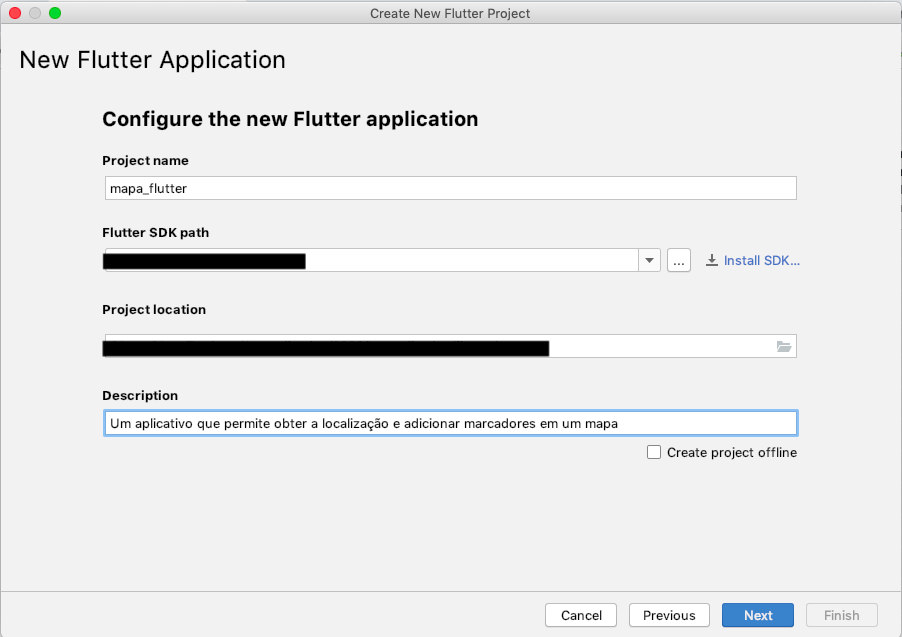 Create New Flutter Project
New Flutter Application
Configure the new Flutter application
Project name
mapa_flutter
Flutter SDK path
... Install SDK...
Project location
Description
Um aplicativo que permite obter a localização e adicionar marcadores em um mapa
Create project offline
Cancel Previous Next Finish